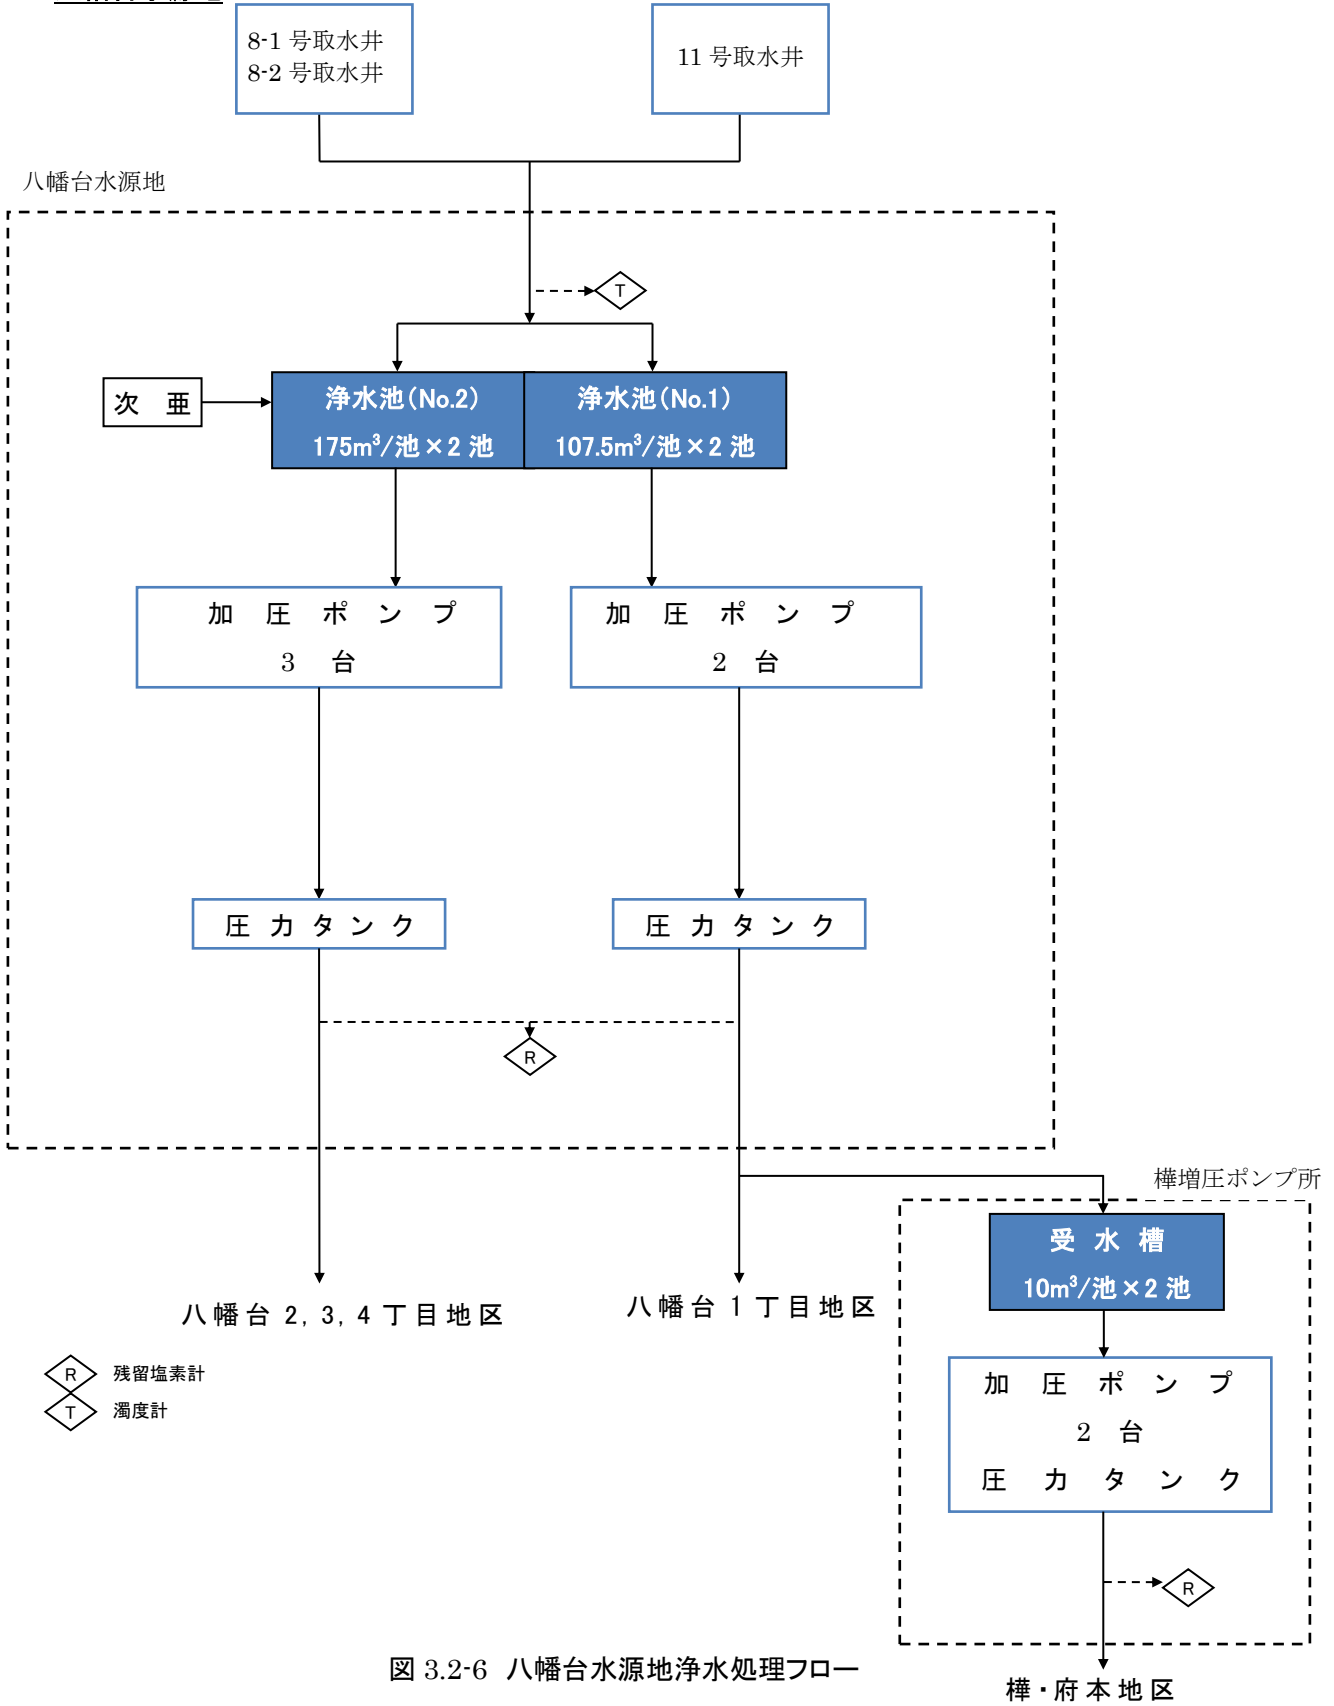 8-1 号取水井
8-2 号取水井
11 号取水井
八幡台水源地
T
次 亜
浄水池(No.2)
175m³/池×2 池
浄水池(No.1)
107.5m³/池×2 池
加 圧 ポ ン プ
3 台
加 圧 ポ ン プ
2 台
圧 力 タ ン ク
圧 力 タ ン ク
R
樺増圧ポンプ所
受 水 槽
10m³/池×2 池
八幡台 2, 3, 4 丁目地区
八幡台 1 丁目地区
R 残留塩素計
T 濁度計
加 圧 ポ ン プ
2 台
圧 力 タ ン ク
R
図 3.2-6 八幡台水源地浄水処理フロー
樺・府本地区